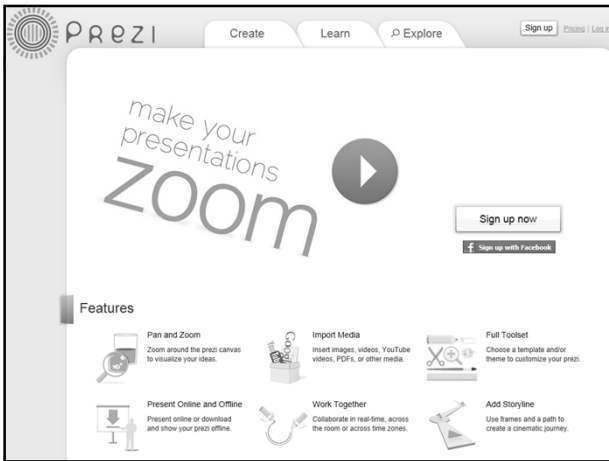 PREZI
Create
Learn
Explore
Sign up
Pricing | Log in
make your
presentations
zoom
Sign up now
f Sign up with Facebook
Features
Pan and Zoom
Zoom around the prezi canvas
to visualize your ideas.
Import Media
Insert images, videos, YouTube
videos, PDFs, or other media.
Full Toolset
Choose a template and/or
theme to customize your prezi.
Present Online and Offline
Present online or download
and show your prezi offline.
Work Together
Collaborate in real-time, across
the room or across time zones.
Add Storyline
Use frames and a path to
create a cinematic journey.